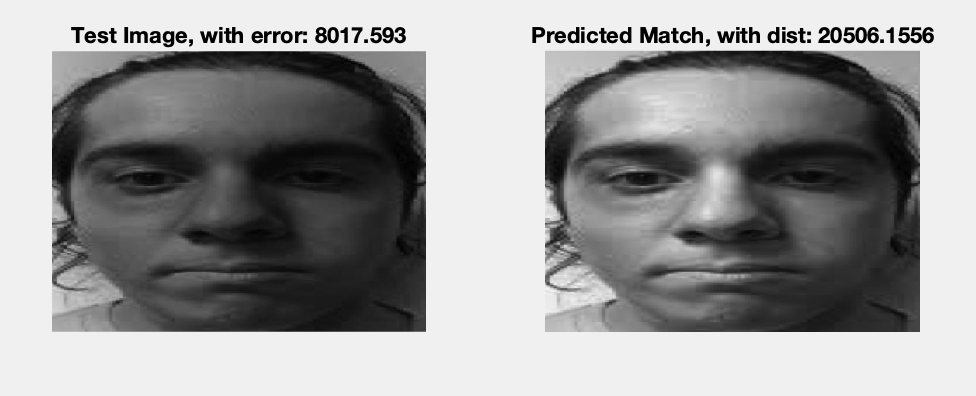 Test Image, with error: 8017.593
Predicted Match, with dist: 20506.1556